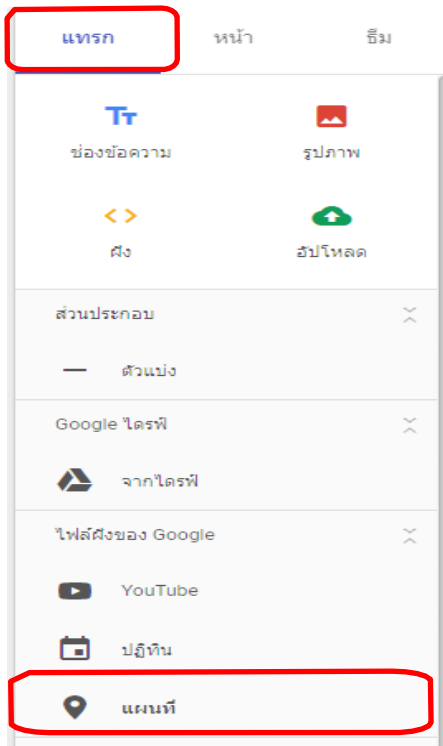 แทรก หน้า ธีม
Tт
ช่องข้อความ รูปภาพ
< >
ฝัง อัปโหลด
ส่วนประกอบ
ตัวแบ่ง
Google ไดรฟ์
จากไดรฟ์
ไฟล์ฝังของ Google
YouTube
ปฏิทิน
แผนที่